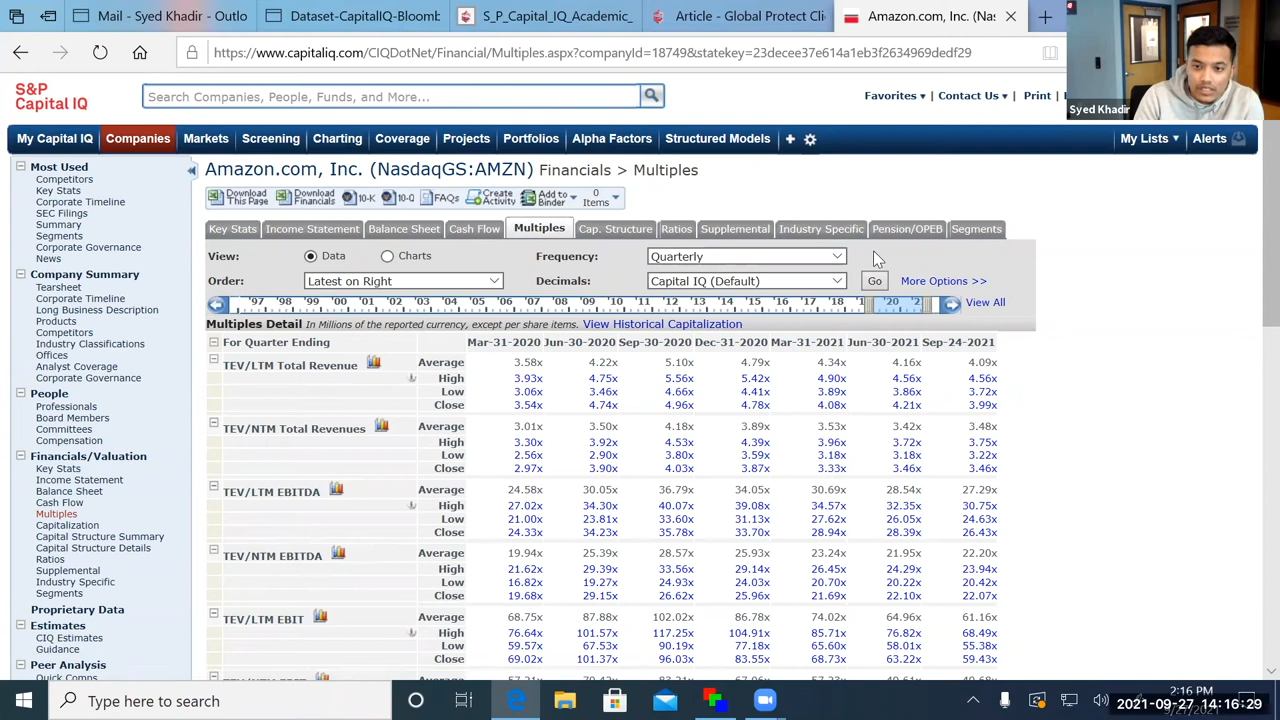 Mail - Syed Khadir - Outlo
Dataset-CapitalIQ-Bloomb
S_P_Capital_IQ_Academic_
Article - Global Protect Cli
Amazon.com, Inc. (Nas
https://www.capitaliq.com/CIQDotNet/Financial/Multiples.aspx?companyId=18749&statekey=23decee37e614a1eb3f2634969dedf29
Syed Khadir
S&P
Capital IQ
Search Companies, People, Funds, and More...
Favorites Contact Us Print
My Capital IQ Companies Markets Screening Charting Coverage Projects Portfolios Alpha Factors Structured Models My Lists Alerts
Most Used
Competitors
Key Stats
Corporate Timeline
SEC Filings
Summary
Segments
Corporate Governance
News
Company Summary
Tearsheet
Corporate Timeline
Long Business Description
Products
Competitors
Industry Classifications
Offices
Analyst Coverage
Corporate Governance
People
Professionals
Board Members
Committees
Compensation
Financials/Valuation
Key Stats
Income Statement
Balance Sheet
Cash Flow
Multiples
Capitalization
Capital Structure Summary
Capital Structure Details
Ratios
Supplemental
Industry Specific
Segments
Proprietary Data
Estimates
CIQ Estimates
Guidance
Peer Analysis
Quick Comps
Amazon.com, Inc. (NasdaqGS:AMZN) Financials > Multiples
Download This Page Download Financials 10-K 10-Q FAQs Create Activity Add to Binder 0 Items
Key Stats Income Statement Balance Sheet Cash Flow Multiples Cap. Structure Ratios Supplemental Industry Specific Pension/OPEB Segments
View: Data Charts Frequency: Quarterly
Order: Latest on Right Decimals: Capital IQ (Default) Go More Options >>
'97 '98 '99 '00 '01 '02 '03 '04 '05 '06 '07 '08 '09 '10 '11 '12 '13 '14 '15 '16 '17 '18 '1 '20 '2 View All
Multiples Detail In Millions of the reported currency, except per share items. View Historical Capitalization
For Quarter Ending Mar-31-2020 Jun-30-2020 Sep-30-2020 Dec-31-2020 Mar-31-2021 Jun-30-2021 Sep-24-2021
TEV/LTM Total Revenue Average 3.58x 4.22x 5.10x 4.79x 4.34x 4.16x 4.09x
High 3.93x 4.75x 5.56x 5.42x 4.90x 4.56x 4.56x
Low 3.06x 3.46x 4.66x 4.41x 3.89x 3.86x 3.72x
Close 3.54x 4.74x 4.96x 4.78x 4.08x 4.21x 3.99x
TEV/NTM Total Revenues Average 3.01x 3.50x 4.18x 3.89x 3.53x 3.42x 3.48x
High 3.30x 3.92x 4.53x 4.39x 3.96x 3.72x 3.75x
Low 2.56x 2.90x 3.80x 3.59x 3.18x 3.18x 3.22x
Close 2.97x 3.90x 4.03x 3.87x 3.33x 3.46x 3.46x
TEV/LTM EBITDA Average 24.58x 30.05x 36.79x 34.05x 30.69x 28.54x 27.29x
High 27.02x 34.30x 40.07x 39.08x 34.57x 32.35x 30.75x
Low 21.00x 23.81x 33.60x 31.13x 27.62x 26.05x 24.63x
Close 24.33x 34.23x 35.78x 33.70x 28.94x 28.39x 26.43x
TEV/NTM EBITDA Average 19.94x 25.39x 28.57x 25.93x 23.24x 21.95x 22.20x
High 21.62x 29.39x 33.56x 29.14x 26.45x 24.29x 23.94x
Low 16.82x 19.27x 24.93x 24.03x 20.70x 20.22x 20.42x
Close 19.68x 29.15x 26.62x 25.96x 21.69x 22.10x 22.07x
TEV/LTM EBIT Average 68.75x 87.88x 102.02x 86.78x 74.02x 64.96x 61.16x
High 76.64x 101.57x 117.25x 104.91x 85.71x 76.82x 68.49x
Low 59.57x 67.53x 90.19x 77.18x 65.60x 58.01x 55.38x
Close 69.02x 101.37x 96.03x 83.55x 68.73x 63.22x 59.43x
Type here to search
2:16 PM
2021-09-27 14:16:29